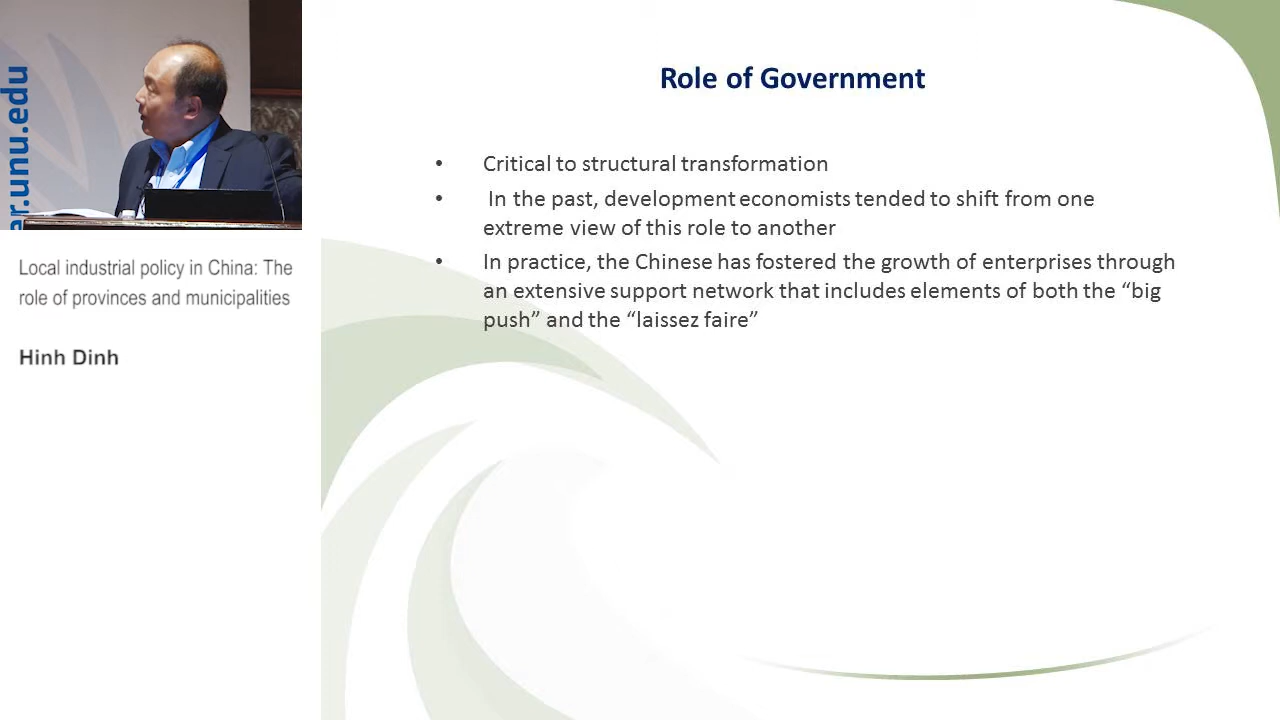 er.unu.edu
Local industrial policy in China: The
role of provinces and municipalities
Hinh Dinh
Role of Government
• Critical to structural transformation
• In the past, development economists tended to shift from one
extreme view of this role to another
• In practice, the Chinese has fostered the growth of enterprises through
an extensive support network that includes elements of both the “big
push” and the “laissez faire”